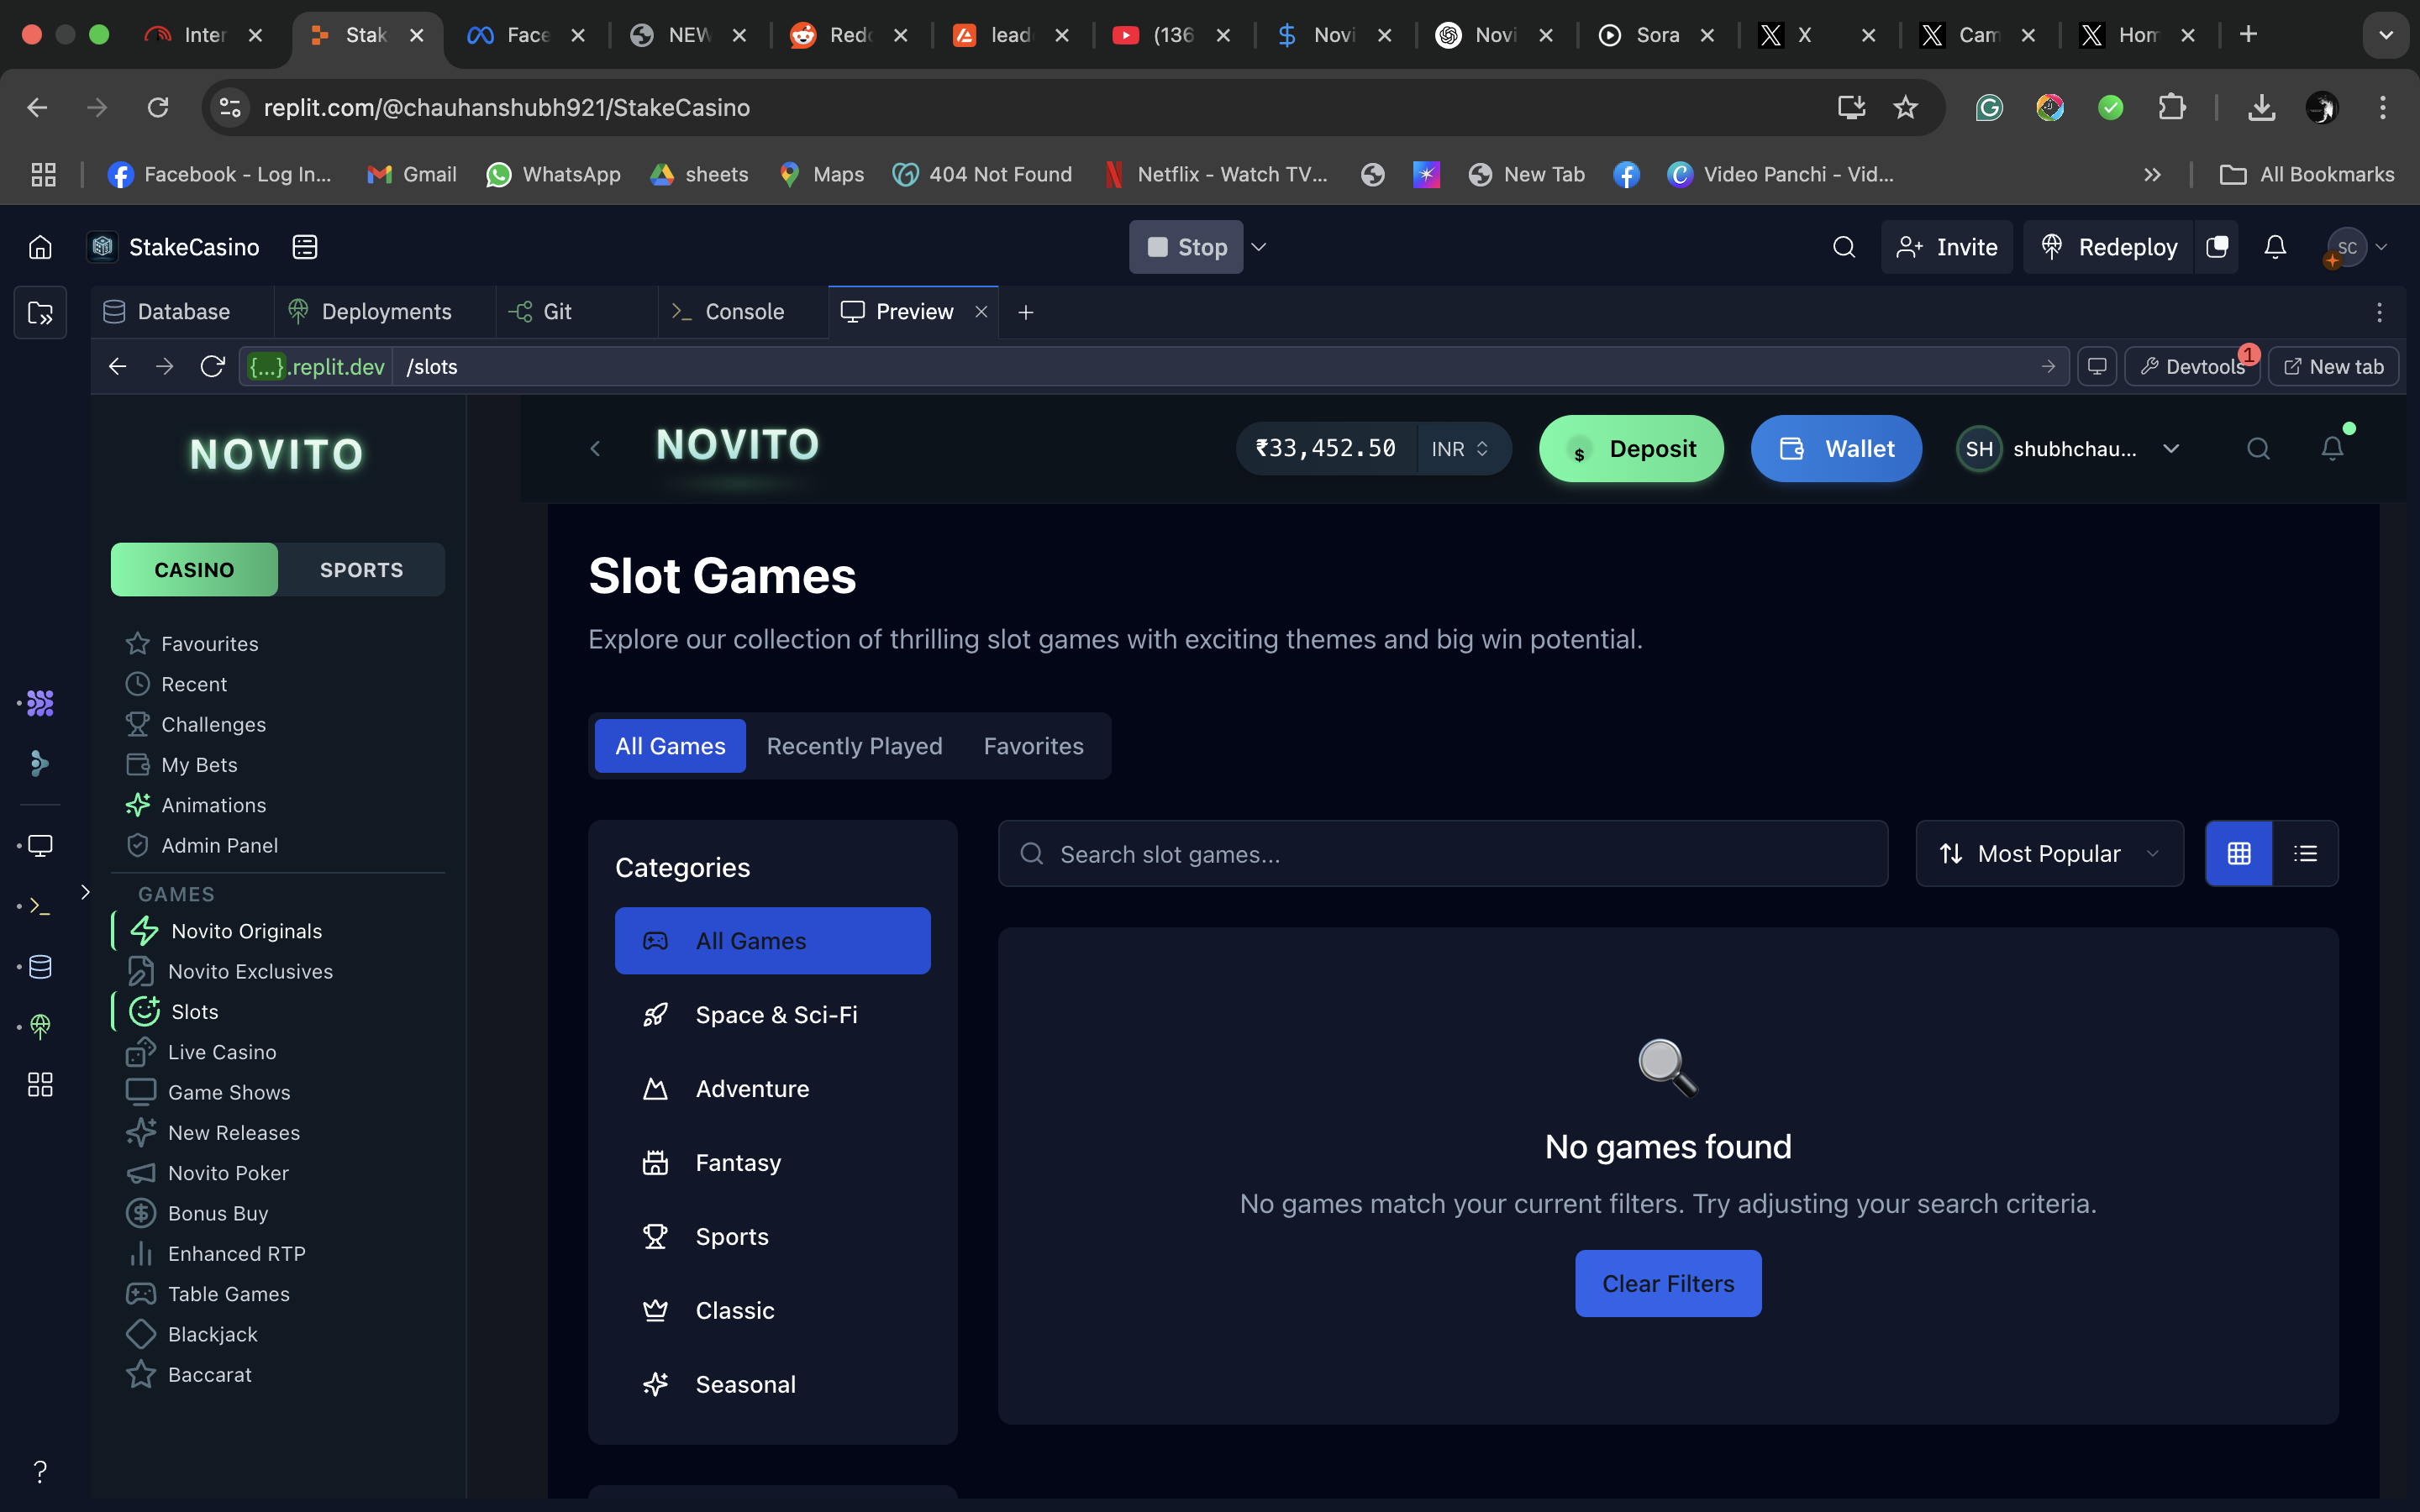 Inter
Stak
Face
NEW
Redd
lead
(136
Novi
Novi
Sora
X
Cam
Hom
replit.com/@chauhanshubh921/StakeCasino
Facebook - Log In...
Gmail
WhatsApp
sheets
Maps
404 Not Found
Netflix - Watch TV...
New Tab
Video Panchi - Vid...
All Bookmarks
StakeCasino
Stop
Invite
Redeploy
SC
Database
Deployments
Git
Console
Preview
{...}.replit.dev
/slots
Devtools
1
New tab
NOVITO
NOVITO
₹33,452.50
INR
$
Deposit
Wallet
SH
shubhchau...
CASINO
SPORTS
Favourites
Recent
Challenges
My Bets
Animations
Admin Panel
GAMES
Novito Originals
Novito Exclusives
Slots
Live Casino
Game Shows
New Releases
Novito Poker
Bonus Buy
Enhanced RTP
Table Games
Blackjack
Baccarat
Slot Games
Explore our collection of thrilling slot games with exciting themes and big win potential.
All Games
Recently Played
Favorites
Categories
All Games
Space & Sci-Fi
Adventure
Fantasy
Sports
Classic
Seasonal
Search slot games...
Most Popular
No games found
No games match your current filters. Try adjusting your search criteria.
Clear Filters